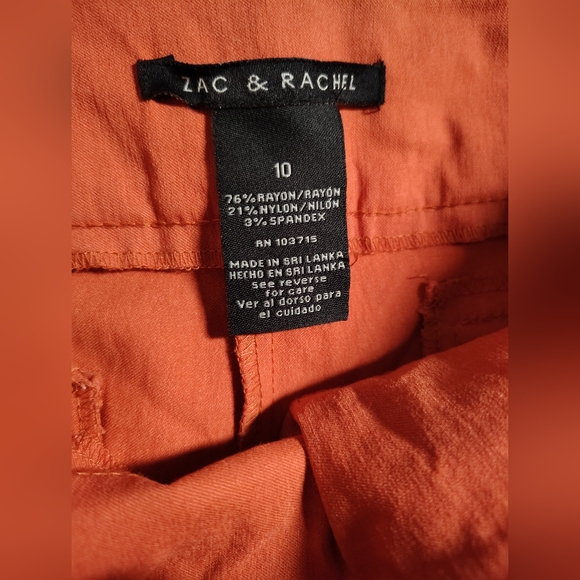 ZAC & RACHEL
10
76% RAYON/RAYÓN
21% NYLON/NILÓN
3% SPANDEX
RN 103715
MADE IN SRI LANKA
HECHO EN SRI LANKA
See reverse
for care
Ver al dorso para
el cuidado